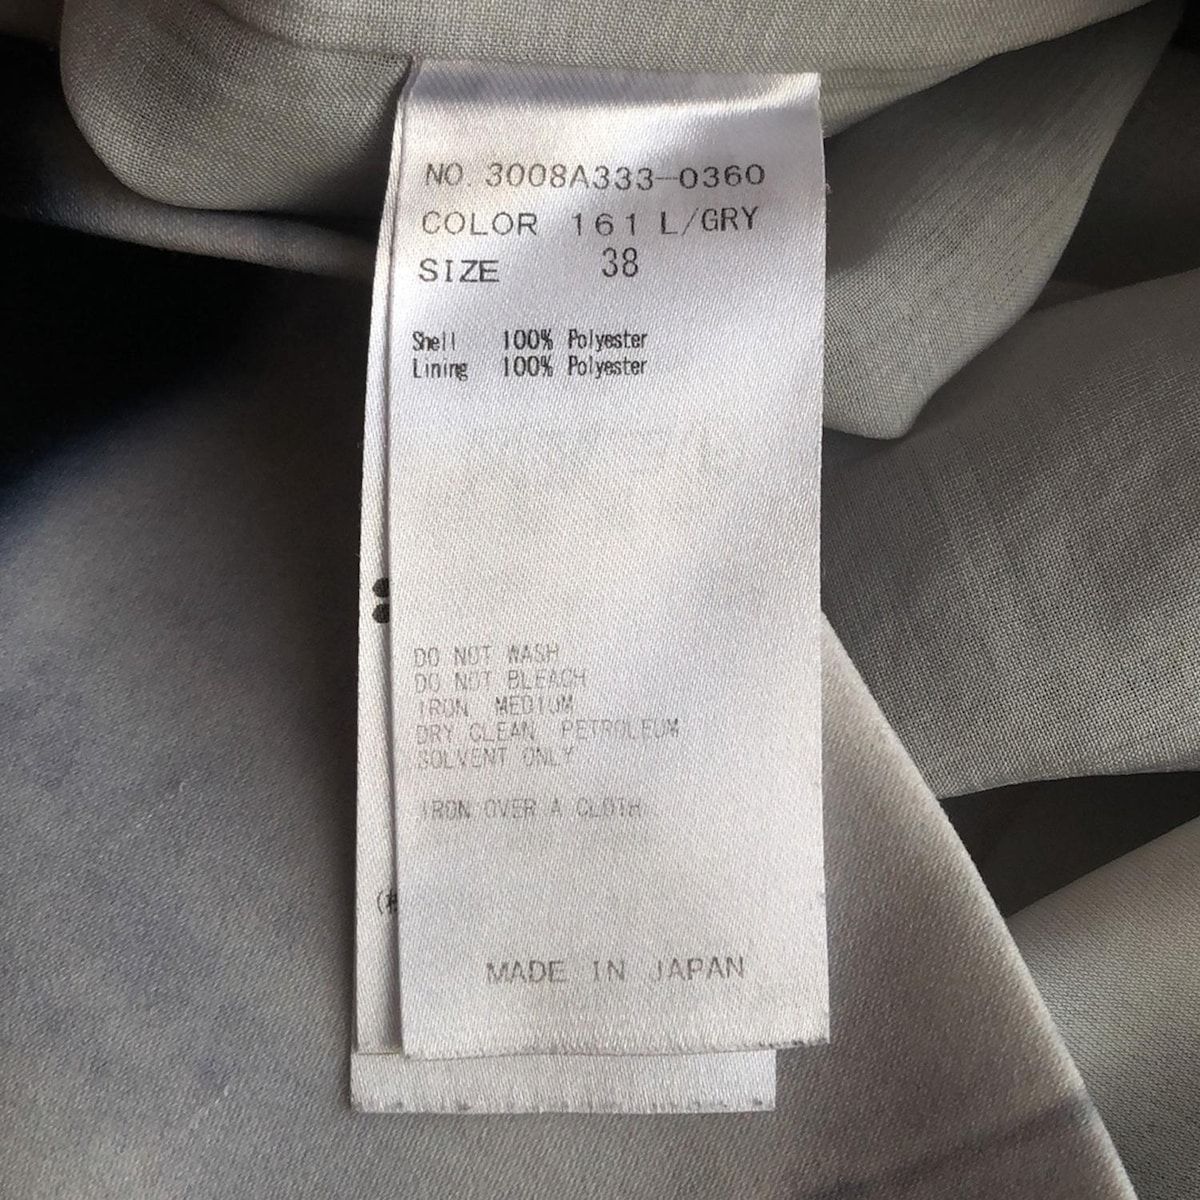 NO. 3008A333-0360
COLOR 161 L/GRY
SIZE 38
Shell 100% Polyester
Lining 100% Polyester
DO NOT WASH
DO NOT BLEACH
IRON MEDIUM
DRY CLEAN PETROLEUM
SOLVENT ONLY
IRON OVER A CLOTH
MADE IN JAPAN